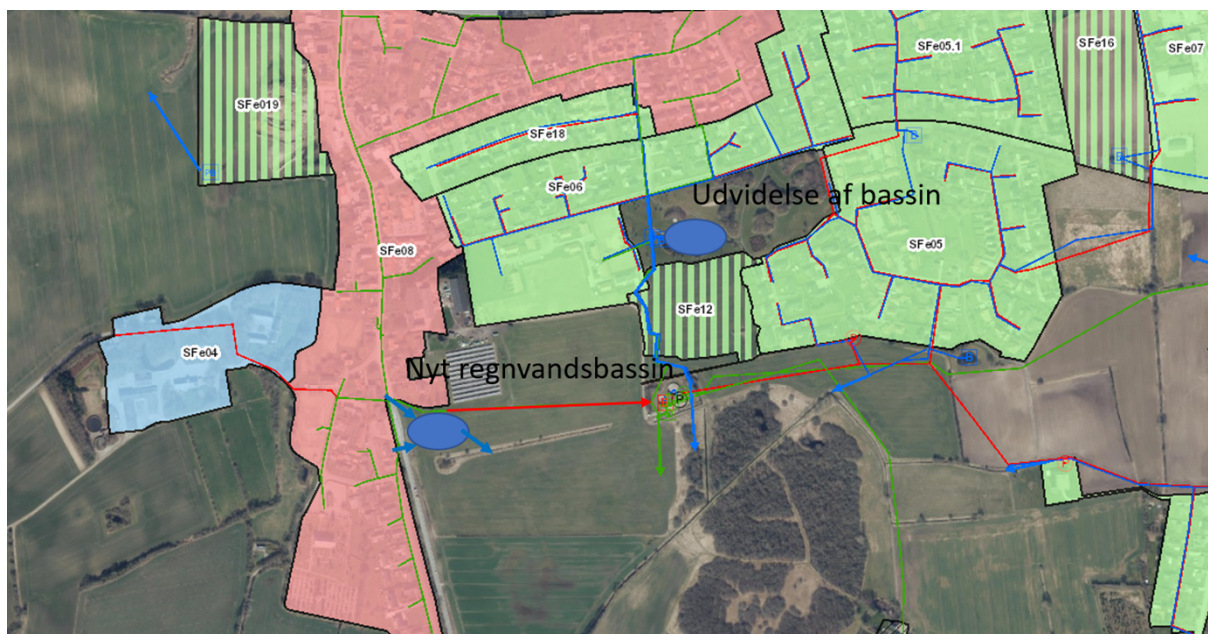 SFe16
SFe05.1
SFe07
SFe019
SFe18
SFe06
Udvidelse af bassin
SFe08
SFe05
SFe12
SFe04
Nyt regnvandsbassin
P